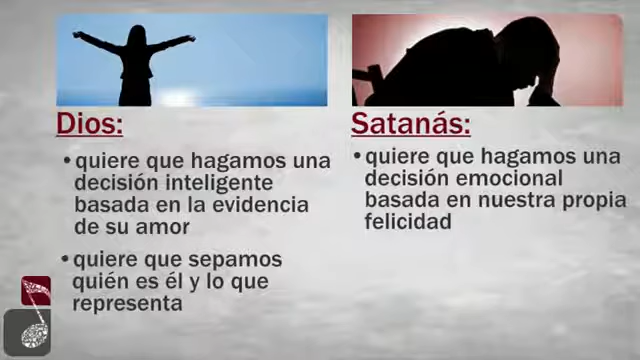 Dios:
•quiere que hagamos una
decisión inteligente
basada en la evidencia
de su amor
•quiere que sepamos
quién es él y lo que
representa
Satanás:
•quiere que hagamos una
decisión emocional
basada en nuestra propia
felicidad